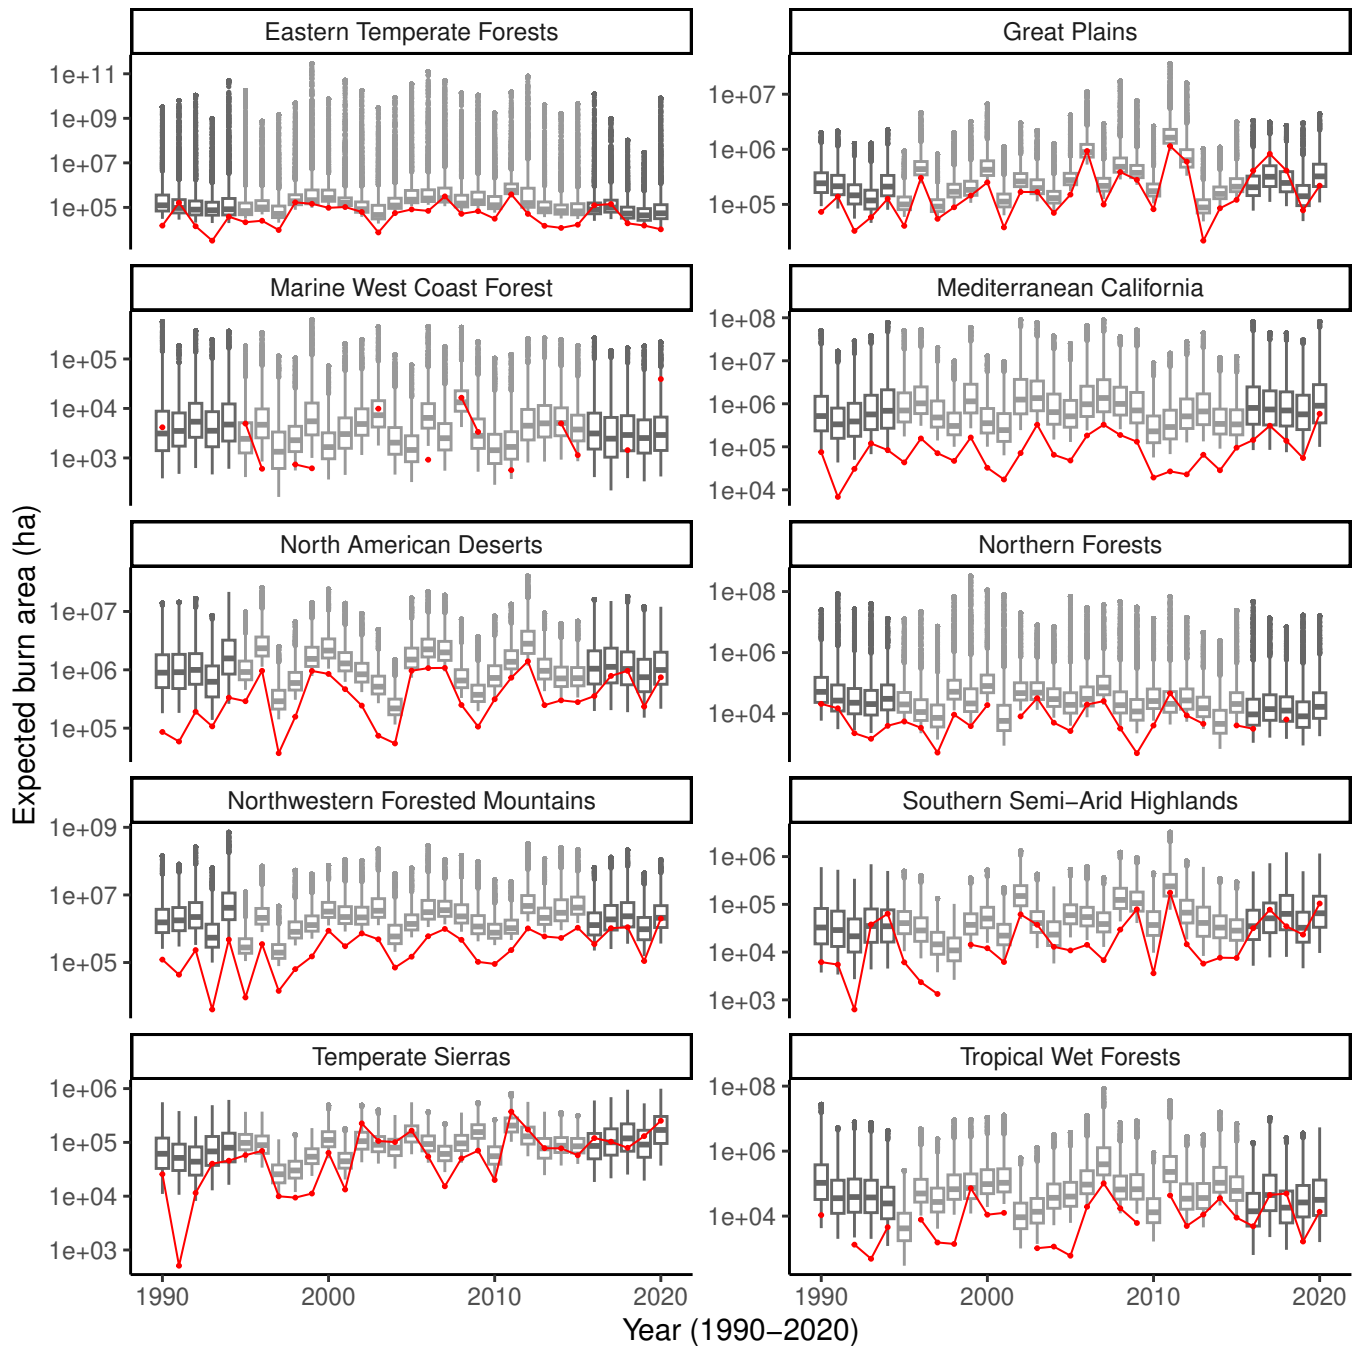 Eastern Temperate Forests
Great Plains
1e+11
1e+09
1e+07
1e+05
1e+07
1e+06
1e+05
Marine West Coast Forest
Mediterranean California
1e+05
1e+04
1e+03
1e+08
1e+07
1e+06
1e+05
1e+04
North American Deserts
Northern Forests
1e+07
1e+06
1e+05
1e+08
1e+06
1e+04
Northwestern Forested Mountains
Southern Semi−Arid Highlands
1e+09
1e+07
1e+05
1e+06
1e+05
1e+04
1e+03
Temperate Sierras
Tropical Wet Forests
1e+06
1e+05
1e+04
1e+03
1e+08
1e+06
1e+04
1990 2000 2010 2020
1990 2000 2010 2020
Year (1990−2020)
Expected burn area (ha)